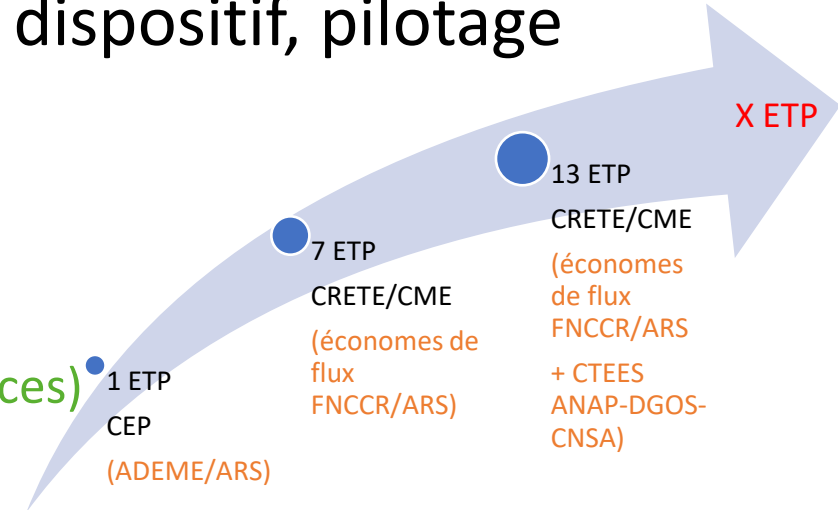 dispositif, pilotage
X ETP
13 ETP
CRETE/CME
(économes
de flux
FNCCR/ARS
+ CTEES
ANAP-DGOS-
CNSA)
7 ETP
CRETE/CME
(économes de
flux
FNCCR/ARS)
ces)
1 ETP
CEP
(ADEME/ARS)